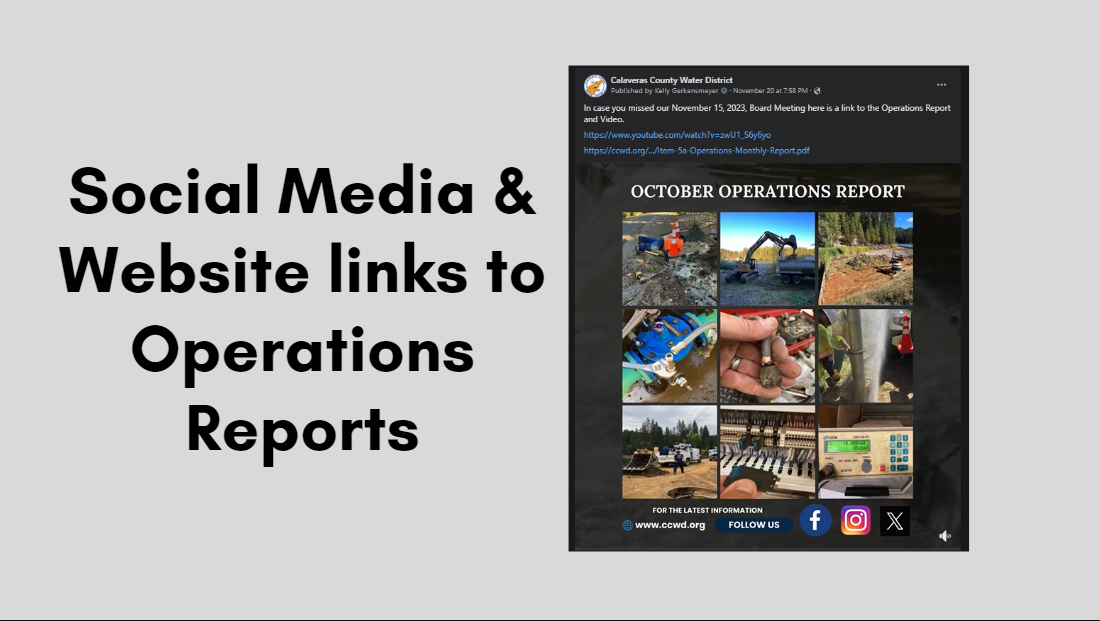 Social Media &
Website links to
Operations
Reports
Calaveras County Water District
Published by Kelly Gerkensmeyer · November 20 at 7:58 PM ·
In case you missed our November 15, 2023, Board Meeting here is a link to the Operations Report
and Video.
https://www.youtube.com/watch?v=zwU1_S6y6yo
https://ccwd.org/.../Item-5a-Operations-Monthly-Report.pdf
OCTOBER OPERATIONS REPORT
FOR THE LATEST INFORMATION
www.ccwd.org
FOLLOW US